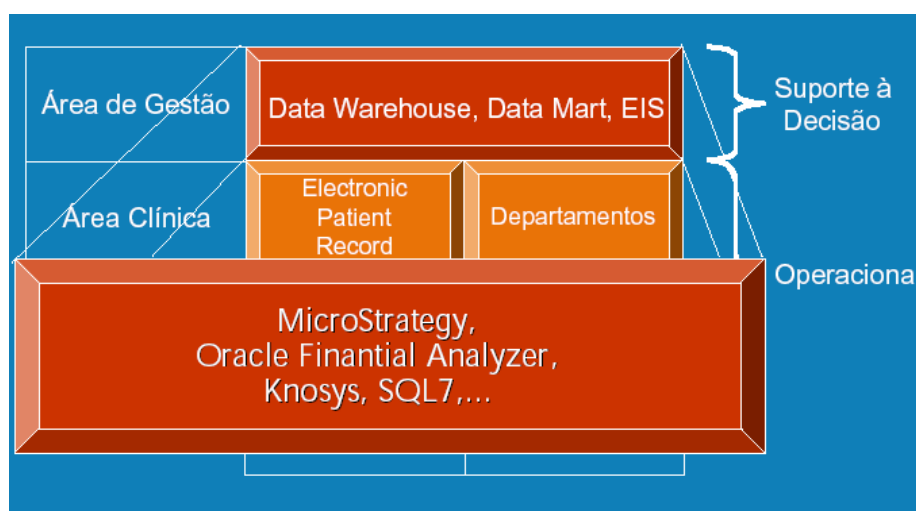 Área de Gestão
Data Warehouse, Data Mart, EIS
Suporte à
Decisão
Área Clínica
Electronic
Patient
Record
Departamentos
Operaciona
MicroStrategy,
Oracle Finantial Analyzer,
Knosys, SQL7,...